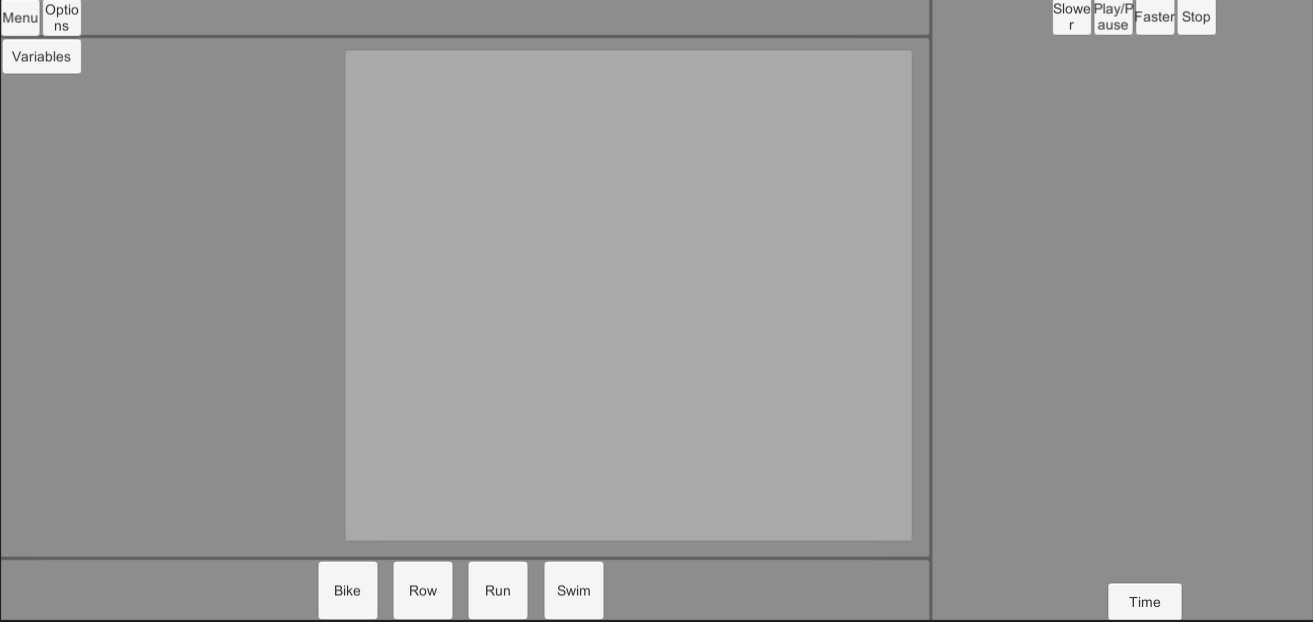 Menu
Optio
ns
Slowe
r
Play/P
ause
Faster
Stop
Variables
Bike
Row
Run
Swim
Time